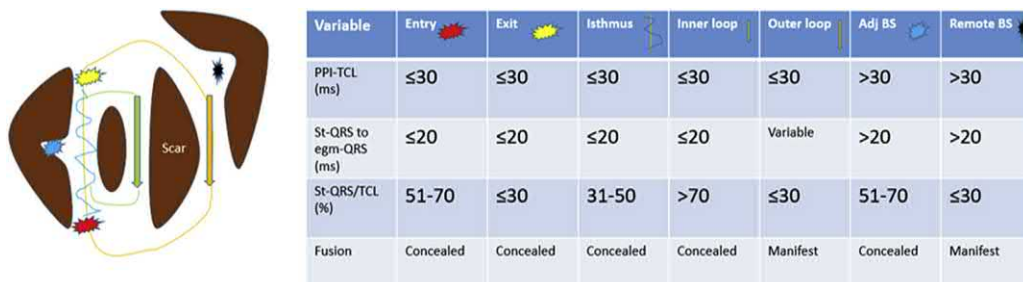 Scar
Variable Entry Exit Isthmus Inner loop Outer loop Adj BS Remote BS
PPI-TCL
(ms) ≤30 ≤30 ≤30 ≤30 ≤30 >30 >30
St-QRS to
egm-QRS
(ms) ≤20 ≤20 ≤20 ≤20 Variable >20 >20
St-QRS/TCL
(%) 51-70 ≤30 31-50 >70 ≤30 51-70 ≤30
Fusion Concealed Concealed Concealed Concealed Manifest Concealed Manifest